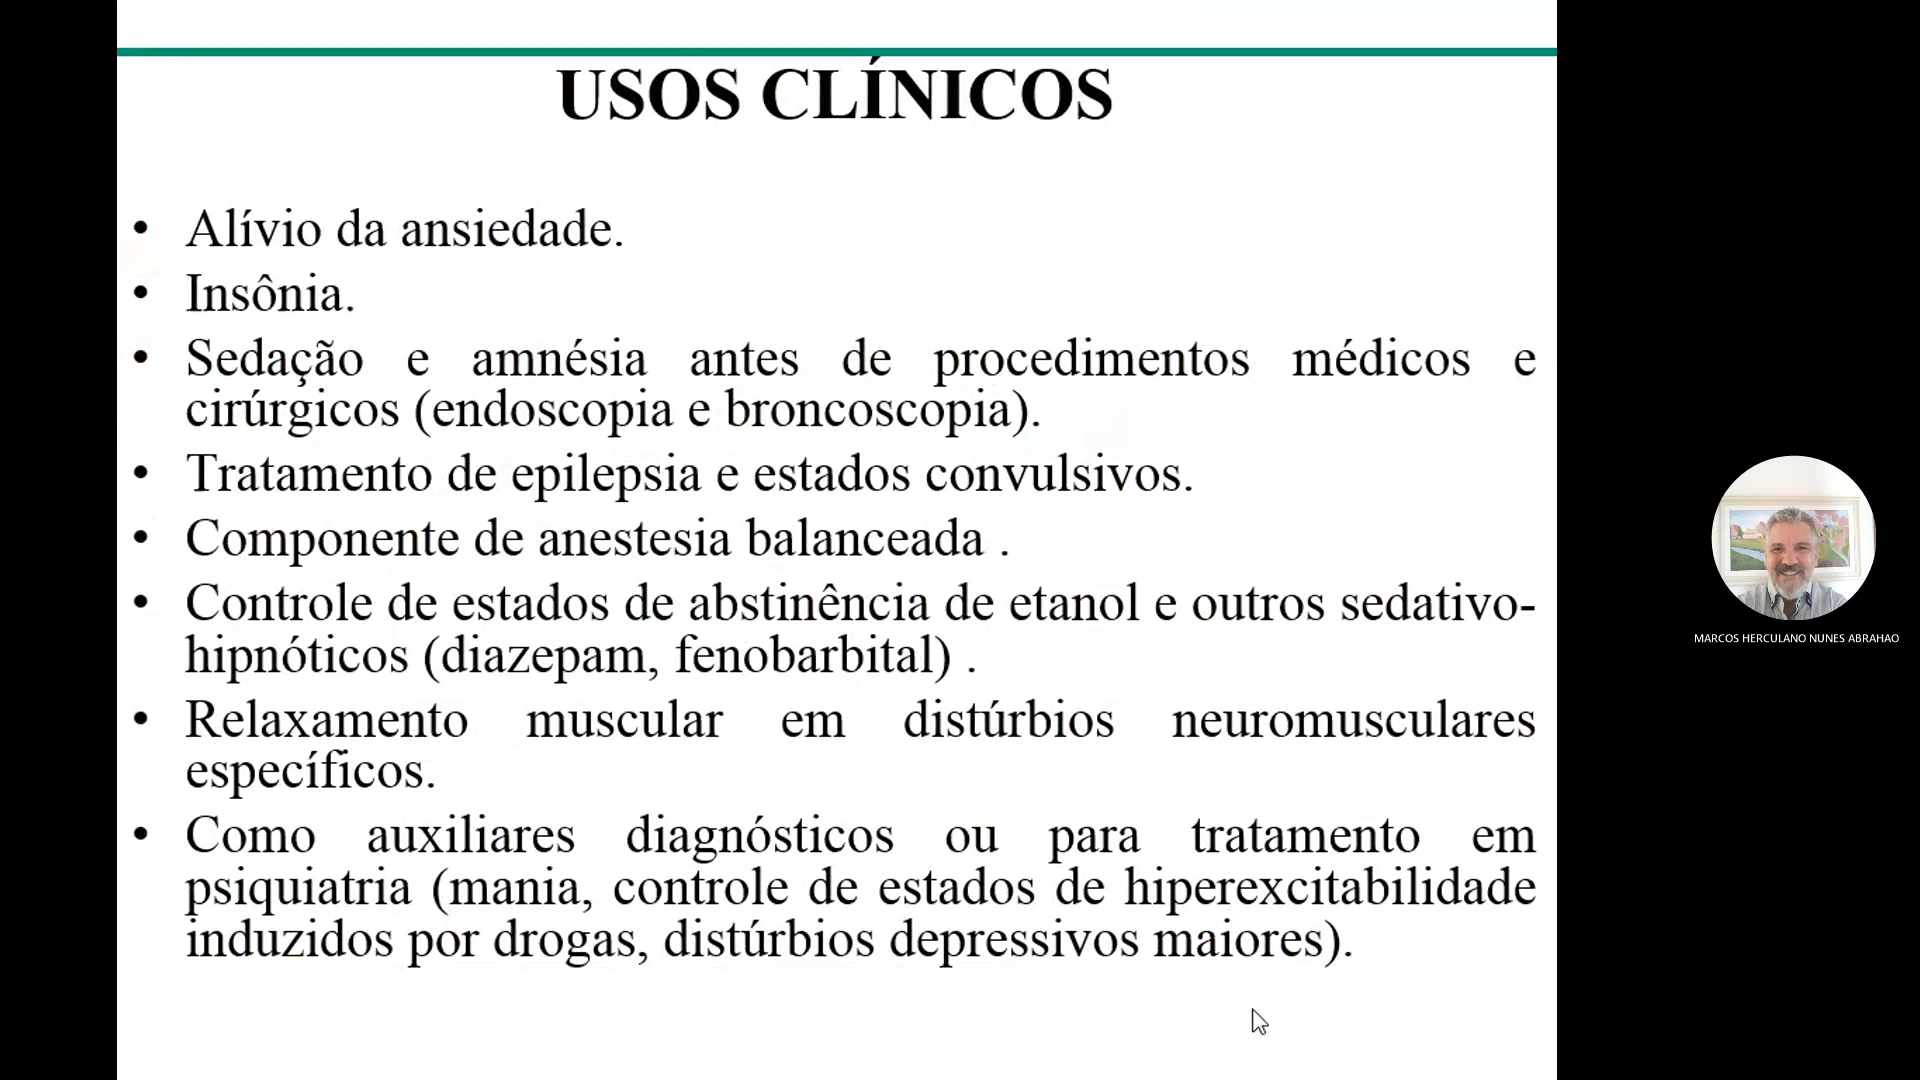 USOS CLÍNICOS
• Alívio da ansiedade.
• Insônia.
• Sedação e amnésia antes de procedimentos médicos e
cirúrgicos (endoscopia e broncoscopia).
• Tratamento de epilepsia e estados convulsivos.
• Componente de anestesia balanceada .
• Controle de estados de abstinência de etanol e outros sedativo-
hipnóticos (diazepam, fenobarbital) .
• Relaxamento muscular em distúrbios neuromusculares
específicos.
• Como auxiliares diagnósticos ou para tratamento em
psiquiatria (mania, controle de estados de hiperexcitabilidade
induzidos por drogas, distúrbios depressivos maiores).
MARCOS HERCULANO NUNES ABRAHAO